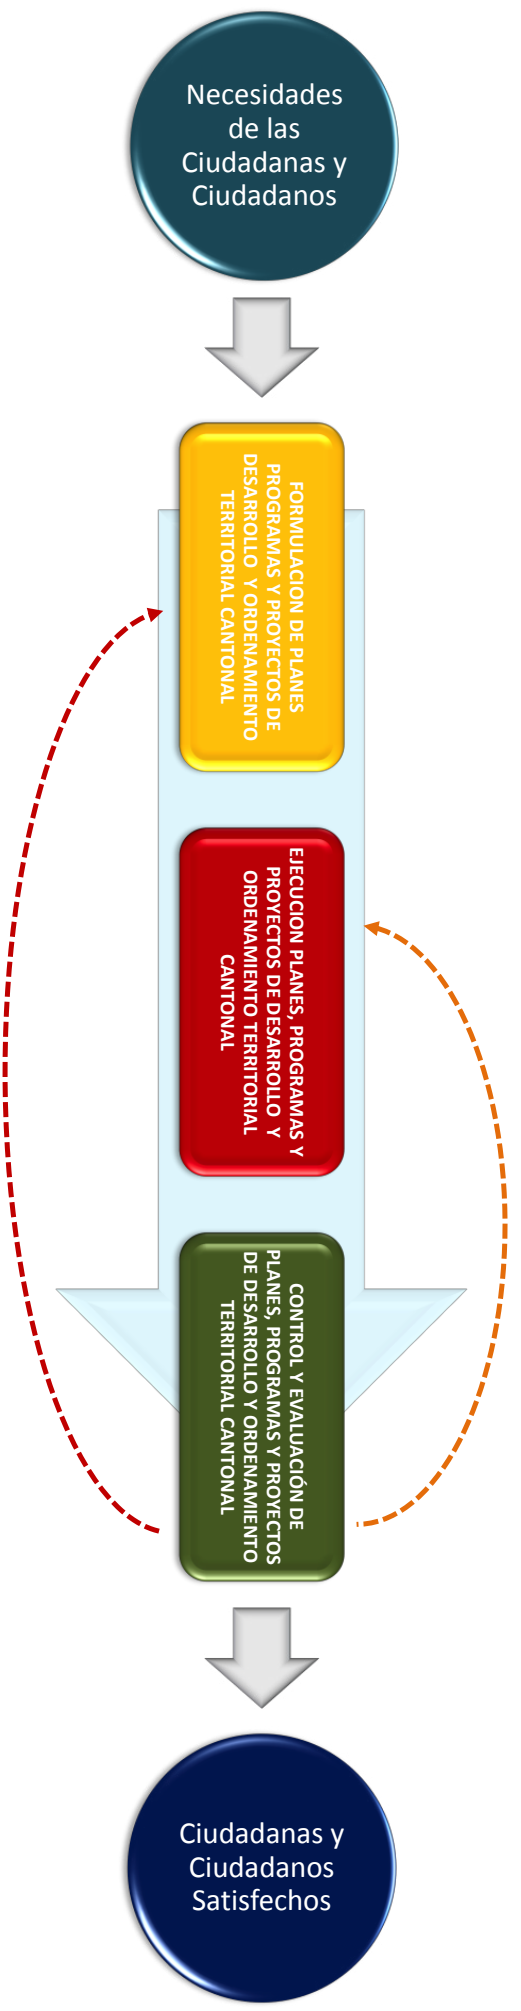 Necesidades
de las
Ciudadanas y
Ciudadanos
FORMULACION DE PLANES
PROGRAMAS Y PROYECTOS DE
DESARROLLO Y ORDENAMIENTO
TERRITORIAL CANTONAL
EJECUCION PLANES, PROGRAMAS Y
PROYECTOS DE DESARROLLO Y
ORDENAMIENTO TERRITORIAL
CANTONAL
CONTROL Y EVALUACIÓN DE
PLANES, PROGRAMAS Y PROYECTOS
DE DESARROLLO Y ORDENAMIENTO
TERRITORIAL CANTONAL
Ciudadanas y
Ciudadanos
Satisfechos